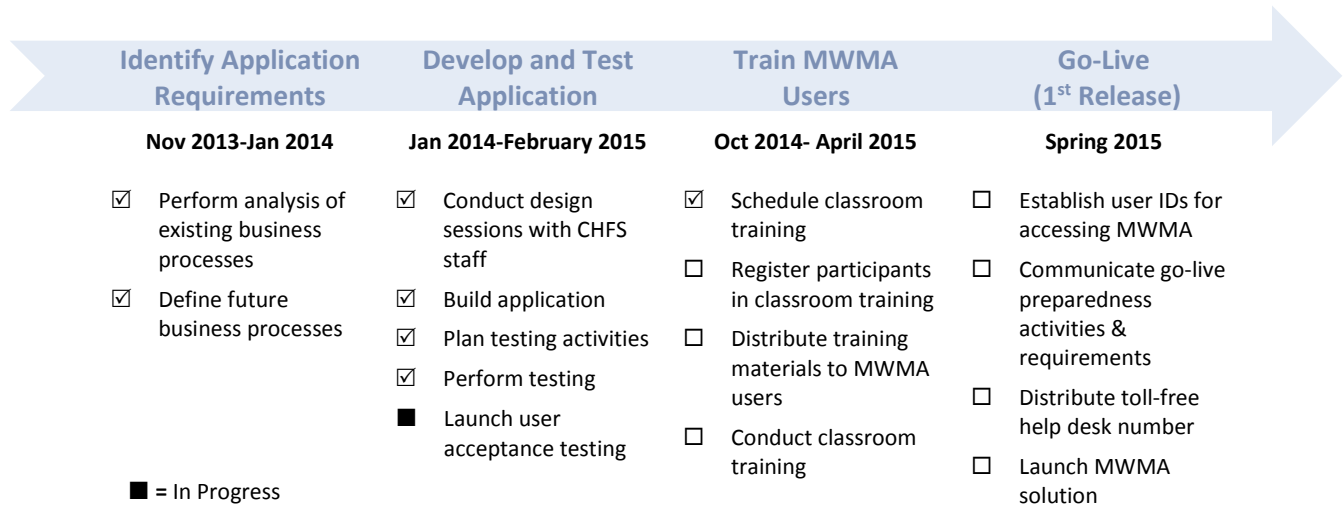 Identify Application
Requirements
Nov 2013-Jan 2014
☑ Perform analysis of
existing business
processes
☑ Define future
business processes
Develop and Test
Application
Jan 2014-February 2015
☑ Conduct design
sessions with CHFS
staff
☑ Build application
☑ Plan testing activities
☑ Perform testing
■ Launch user
acceptance testing
Train MWMA
Users
Oct 2014- April 2015
☑ Schedule classroom
training
☐ Register participants
in classroom training
☐ Distribute training
materials to MWMA
users
☐ Conduct classroom
training
Go-Live
(1st Release)
Spring 2015
☐ Establish user IDs for
accessing MWMA
☐ Communicate go-live
preparedness
activities &
requirements
☐ Distribute toll-free
help desk number
☐ Launch MWMA
solution
■ = In Progress